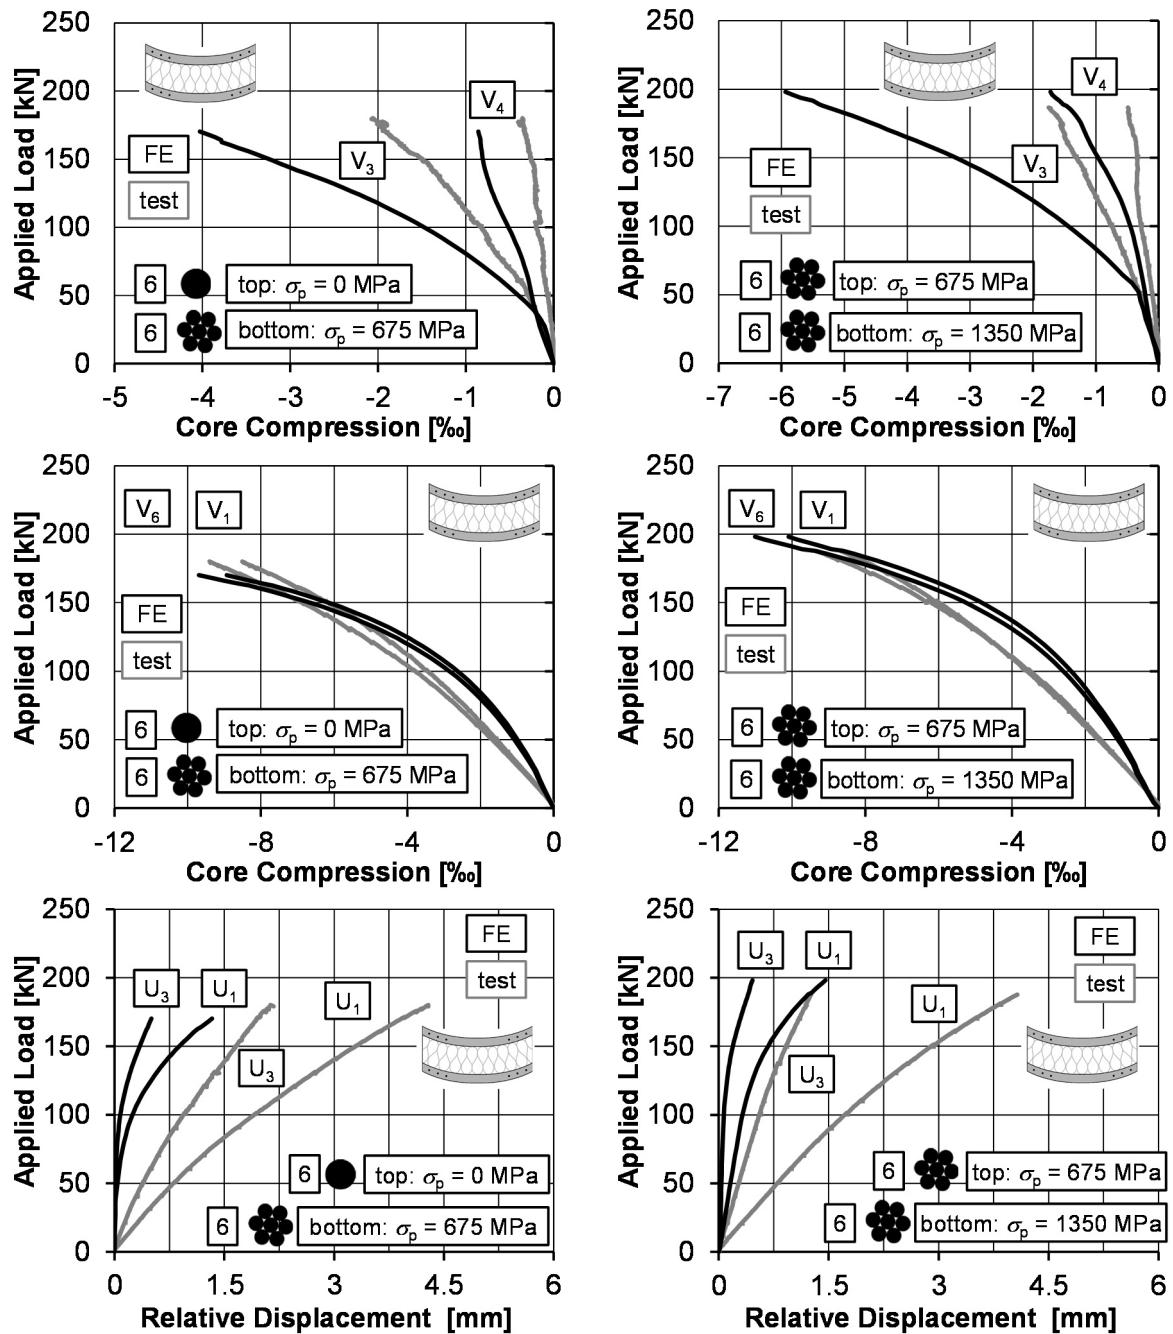 250
200
150
100
50
0
Applied Load [kN]
V4
V3
FE
test
6
top: σp = 0 MPa
6
bottom: σp = 675 MPa
-5 -4 -3 -2 -1 0
Core Compression [‰]
250
200
150
100
50
0
Applied Load [kN]
V4
V3
FE
test
6
top: σp = 675 MPa
6
bottom: σp = 1350 MPa
-7 -6 -5 -4 -3 -2 -1 0
Core Compression [‰]
250
200
150
100
50
0
Applied Load [kN]
V6 V1
FE
test
6
top: σp = 0 MPa
6
bottom: σp = 675 MPa
-12 -8 -4 0
Core Compression [‰]
250
200
150
100
50
0
Applied Load [kN]
V6 V1
FE
test
6
top: σp = 675 MPa
6
bottom: σp = 1350 MPa
-12 -8 -4 0
Core Compression [‰]
250
200
150
100
50
0
Applied Load [kN]
FE
test
U3 U1 U1
U3
6
top: σp = 0 MPa
6
bottom: σp = 675 MPa
0 1.5 3 4.5 6
Relative Displacement [mm]
250
200
150
100
50
0
Applied Load [kN]
FE
test
U3 U1
U1
U3
6
top: σp = 675 MPa
6
bottom: σp = 1350 MPa
0 1.5 3 4.5 6
Relative Displacement [mm]